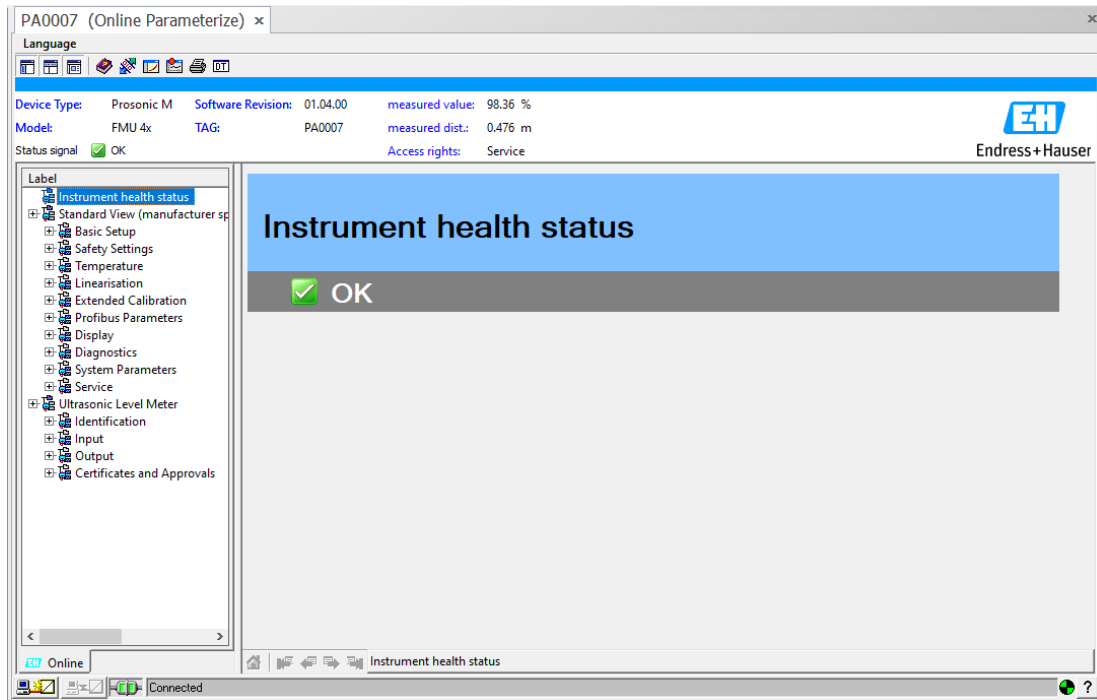 PA0007 (Online Parameterize) ×
Language
DT
Device Type: Prosonic M Software Revision: 01.04.00 measured value: 98.36 %
Model: FMU 4x TAG: PA0007 measured dist.: 0.476 m
Status signal OK Access rights: Service
EH
Endress+Hauser
Label
Instrument health status
Standard View (manufacturer sp
Basic Setup
Safety Settings
Temperature
Linearisation
Extended Calibration
Profibus Parameters
Display
Diagnostics
System Parameters
Service
Ultrasonic Level Meter
Identification
Input
Output
Certificates and Approvals
Instrument health status
OK
Online
Instrument health status
Connected
?